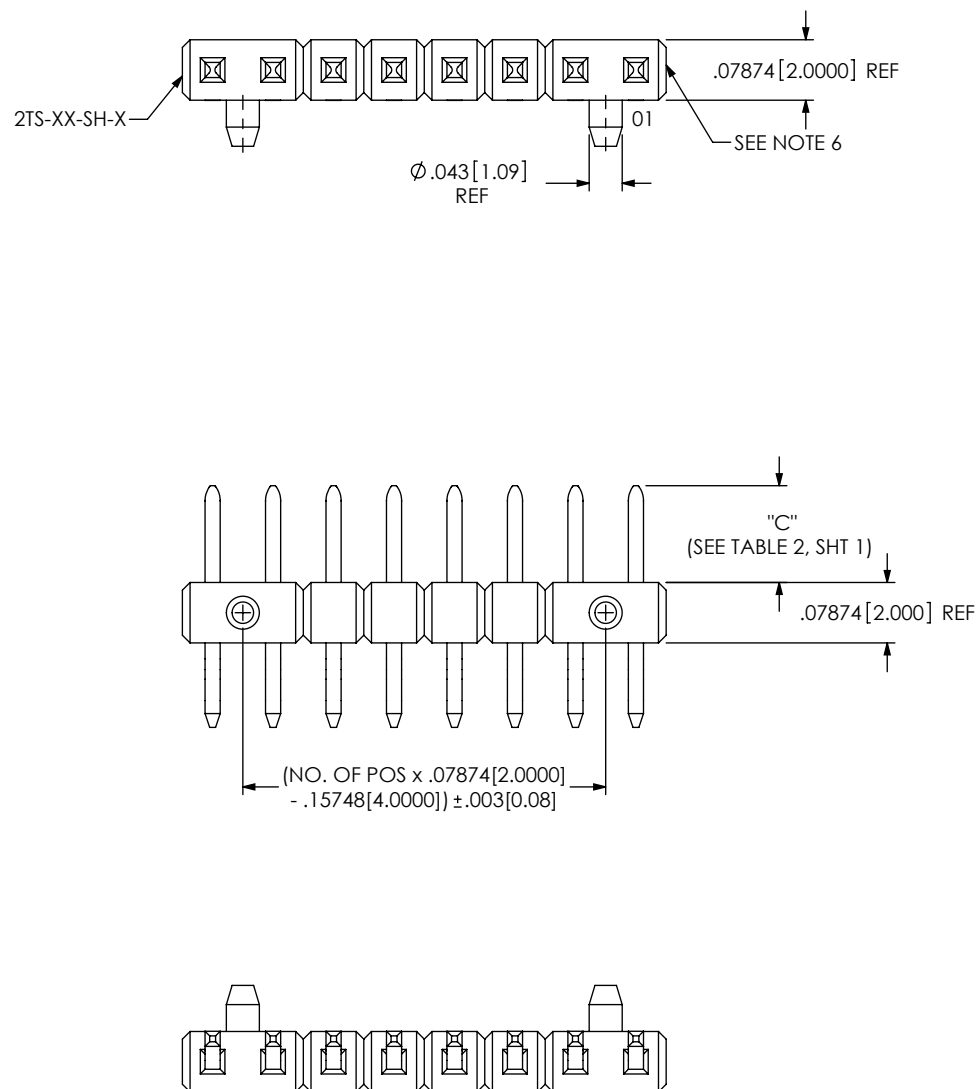 .07874[2.0000] REF
2TS-XX-SH-X
01
SEE NOTE 6
Ø.043[1.09]
REF
"C"
(SEE TABLE 2, SHT 1)
.07874[2.000] REF
(NO. OF POS x .07874[2.0000]
- .15748[4.0000]) ±.003[0.08]